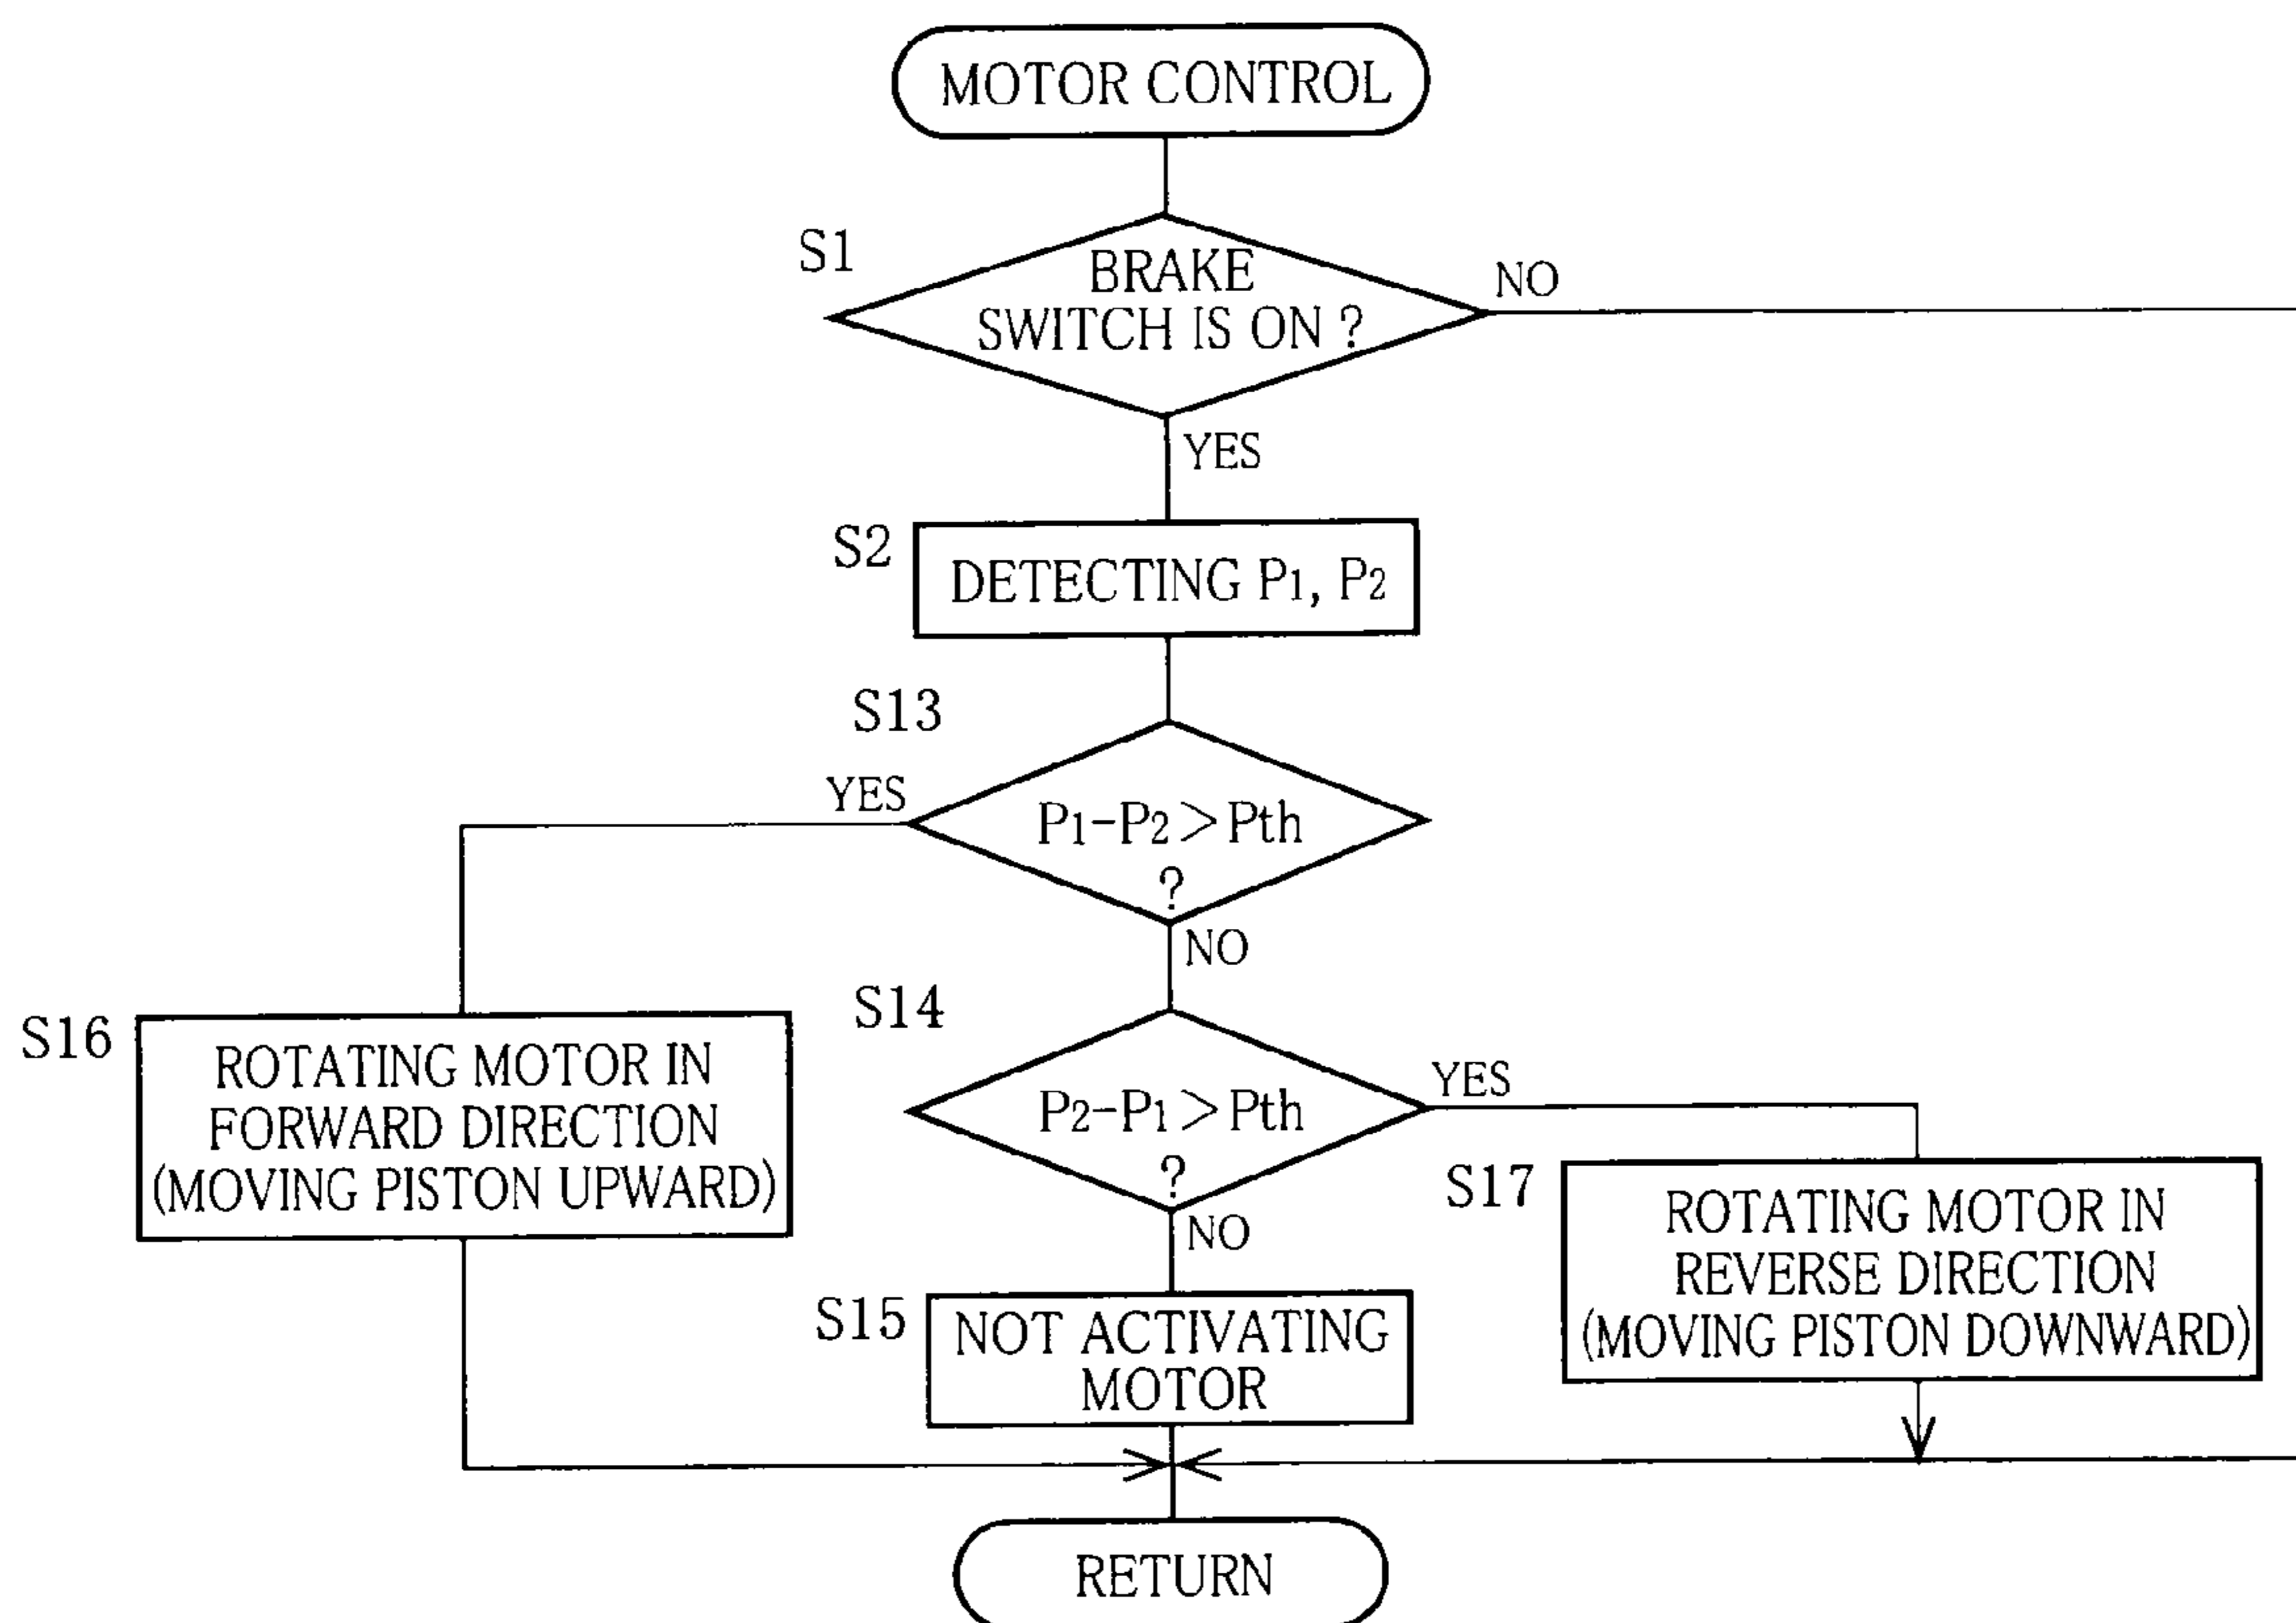 MOTOR CONTROL
S1
BRAKE
SWITCH IS ON ?
NO
YES
S2
DETECTING P1, P2
S13
YES
P1-P2>Pth
?
NO
S14
P2-P1>Pth
?
YES
NO
S16
ROTATING MOTOR IN
FORWARD DIRECTION
(MOVING PISTON UPWARD)
S15
NOT ACTIVATING
MOTOR
S17
ROTATING MOTOR IN
REVERSE DIRECTION
(MOVING PISTON DOWNWARD)
RETURN